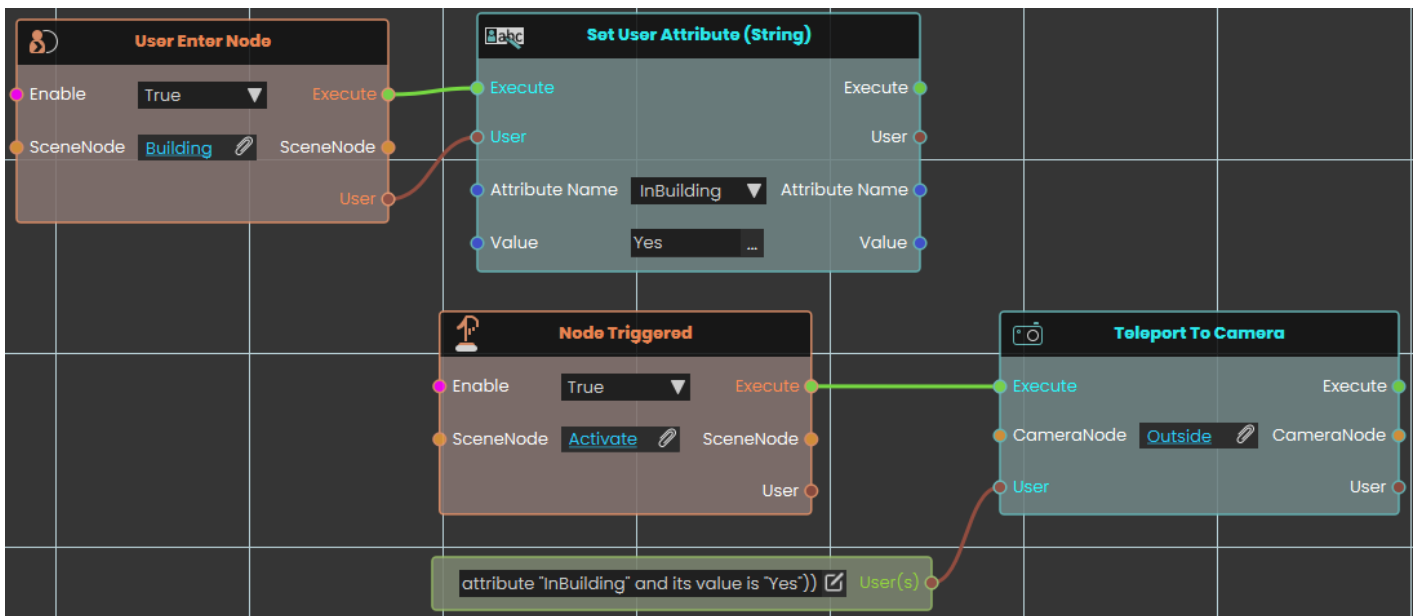 User Enter Node
Enable True Execute
SceneNode Building SceneNode
User
abc Set User Attribute (String)
Execute Execute
User User
Attribute Name InBuilding Attribute Name
Value Yes ... Value
Node Triggered
Enable True Execute
SceneNode Activate SceneNode
User
Teleport To Camera
Execute Execute
CameraNode Outside CameraNode
User User
attribute "InBuilding" and its value is "Yes")) User(s)